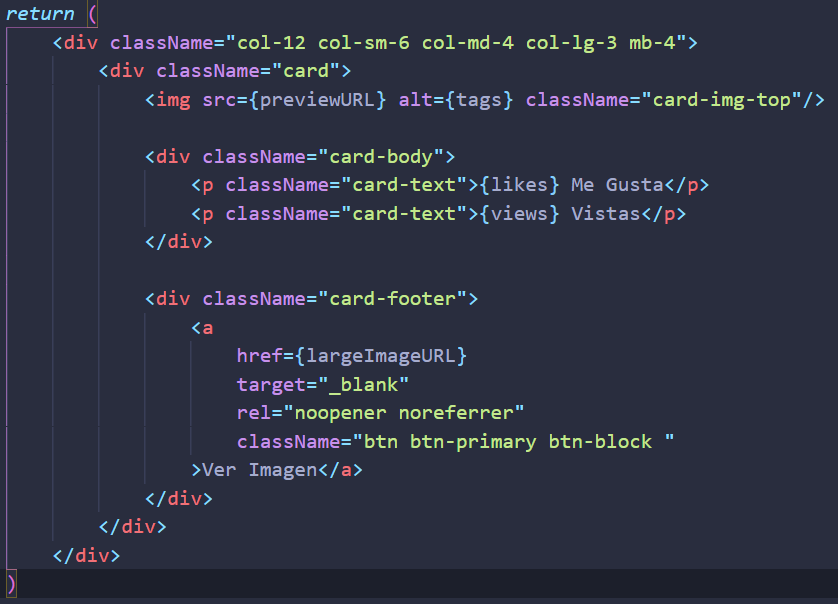 return (
    <div className="col-12 col-sm-6 col-md-4 col-lg-3 mb-4">
        <div className="card">
            <img src={previewURL} alt={tags} className="card-img-top"/>

            <div className="card-body">
                <p className="card-text">{likes} Me Gusta</p>
                <p className="card-text">{views} Vistas</p>
            </div>

            <div className="card-footer">
                <a
                    href={largeImageURL}
                    target="_blank"
                    rel="noopener noreferrer"
                    className="btn btn-primary btn-block "
                >Ver Imagen</a>
            </div>
        </div>
    </div>
)